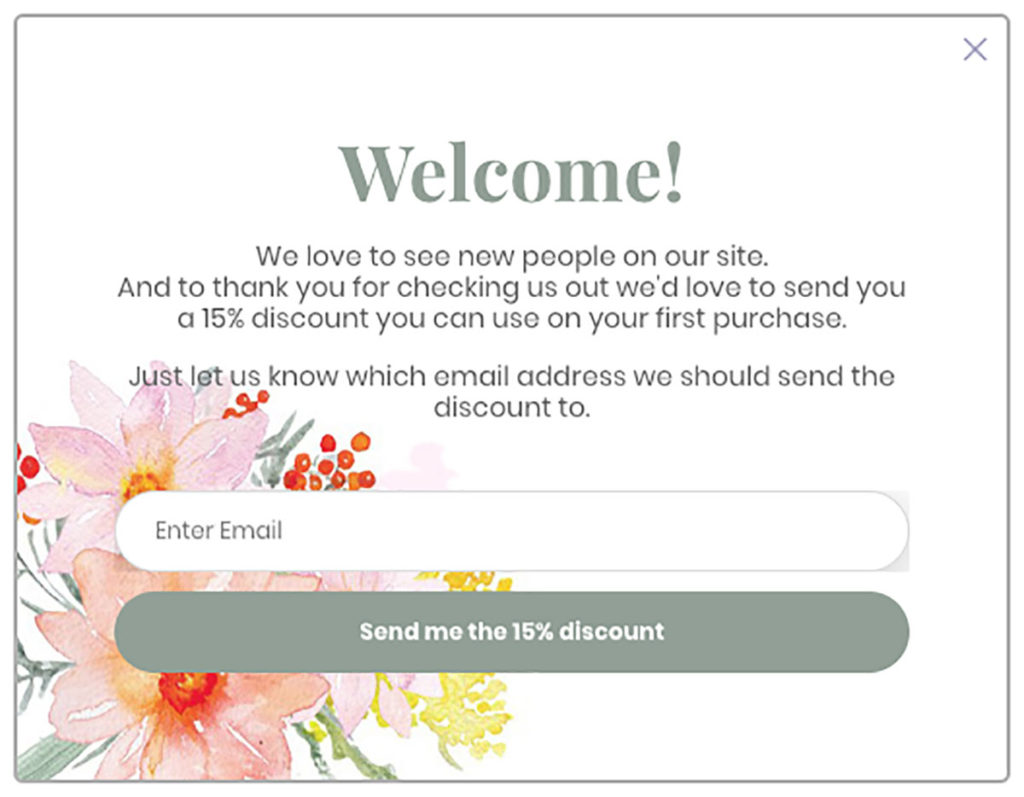 Welcome!
We love to see new people on our site.
And to thank you for checking us out we'd love to send you
a 15% discount you can use on your first purchase.
Just let us know which email address we should send the
discount to.
Enter Email
Send me the 15% discount